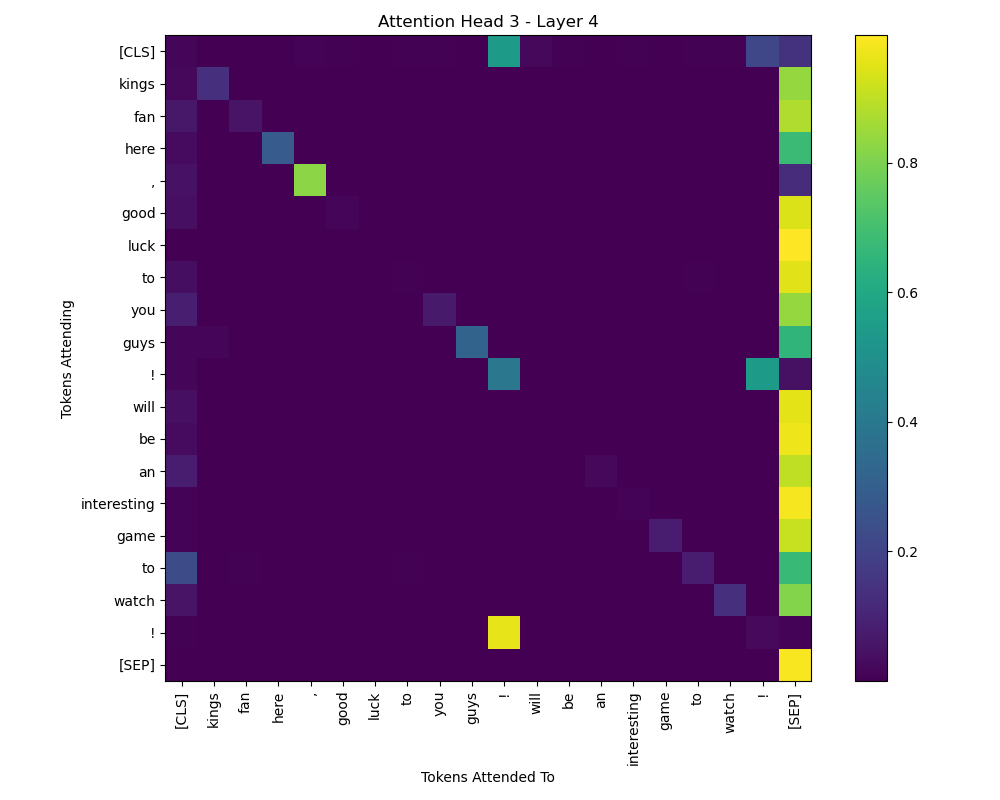 Attention Head 3 - Layer 4
[CLS]
kings
fan
here
,
good
luck
to
you
guys
!
will
be
an
interesting
game
to
watch
!
[SEP]
Tokens Attending
[CLS]
kings
fan
here
,
good
luck
to
you
guys
!
will
be
an
interesting
game
to
watch
!
[SEP]
Tokens Attended To
0.8
0.6
0.4
0.2